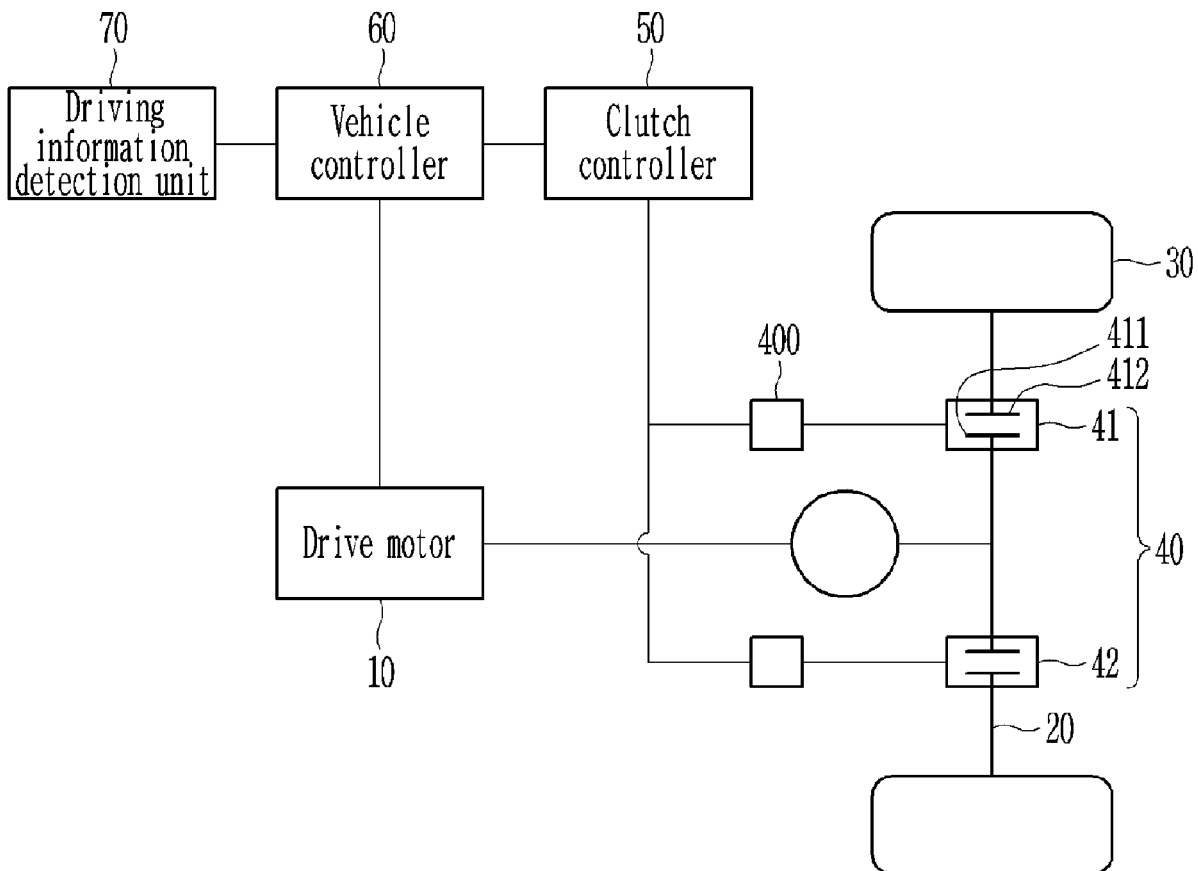 70
60
50
Driving
information
detection unit
Vehicle
controller
Clutch
controller
30
400
411
412
41
Drive motor
40
10
42
20